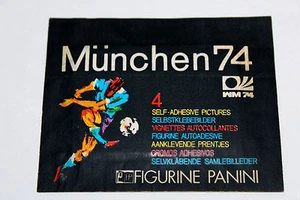 München 74
WM 74
4
SELF-ADHESIVE PICTURES
SELBSTKLEBEBILDER
VIGNETTES AUTOCOLLANTES
FIGURINE AUTOADESIVE
AANKLEVENDE PRENTJES
CROMOS ADHESIVOS
SELVKLÆBENDE SAMLEBILLEDER
FIGURINE PANINI